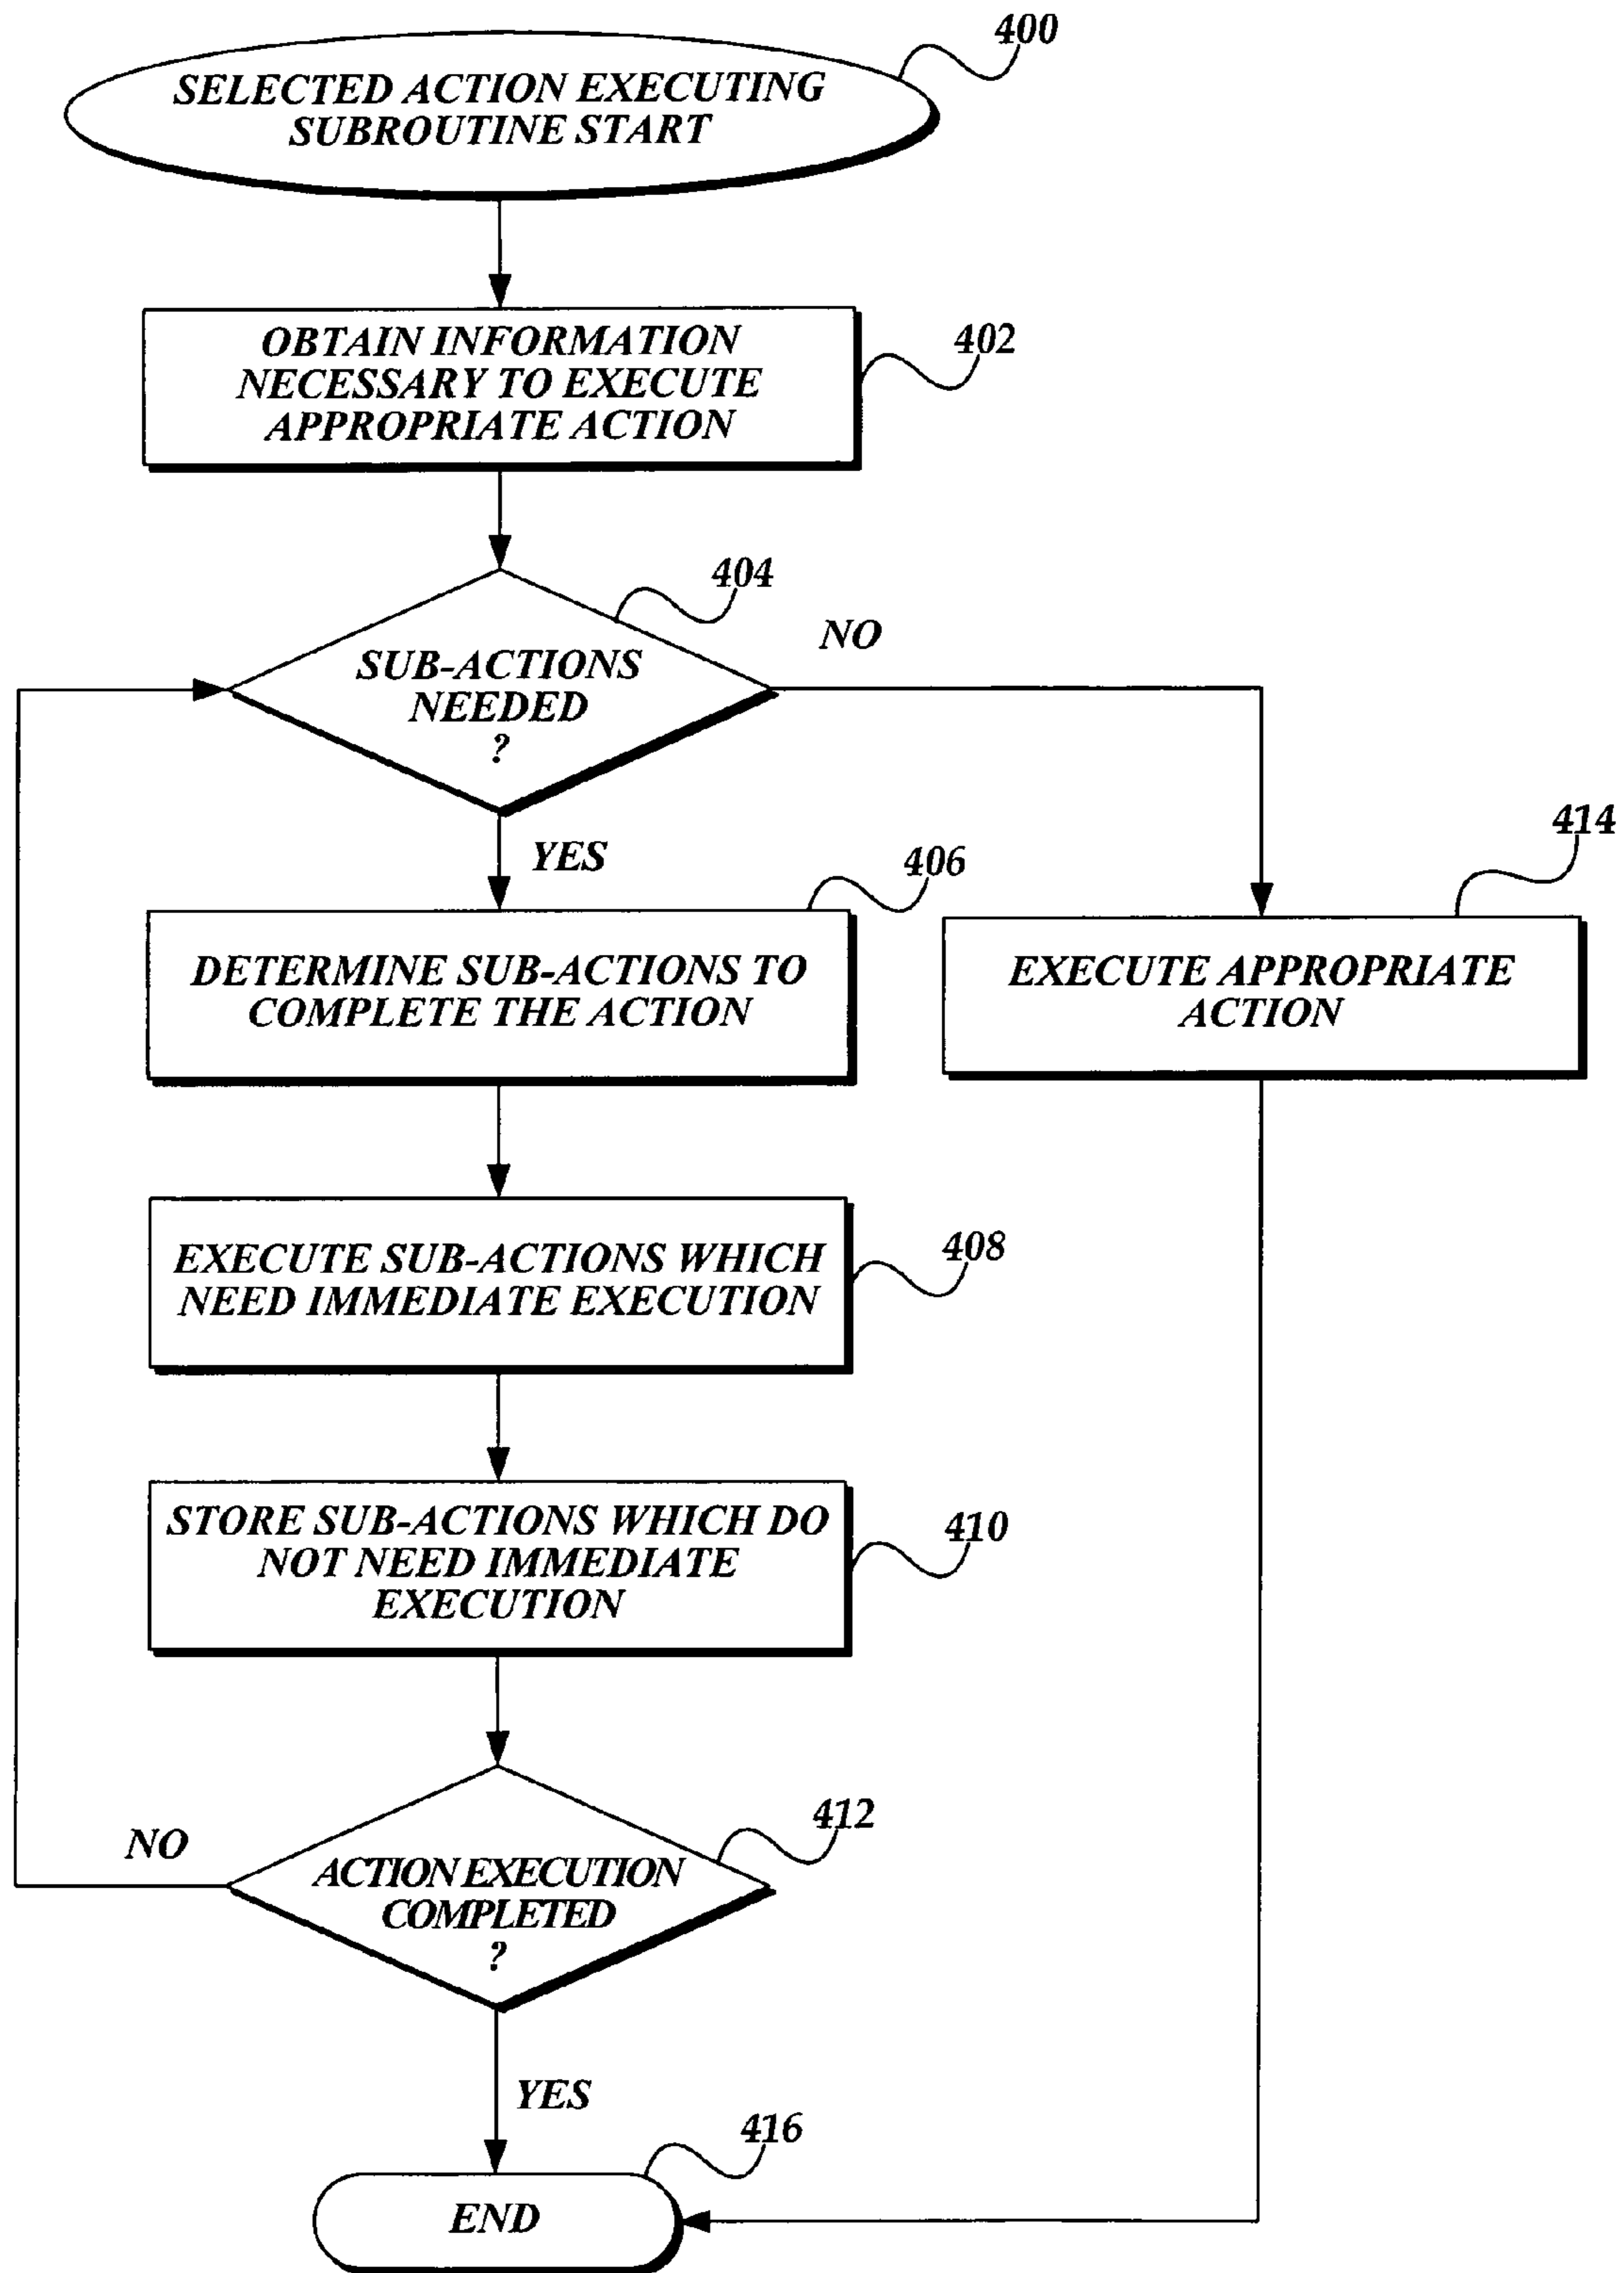 400
SELECTED ACTION EXECUTING
SUBROUTINE START
OBTAIN INFORMATION
NECESSARY TO EXECUTE
APPROPRIATE ACTION
402
404
SUB-ACTIONS
NEEDED
?
NO
YES
406
414
DETERMINE SUB-ACTIONS TO
COMPLETE THE ACTION
EXECUTE APPROPRIATE
ACTION
EXECUTE SUB-ACTIONS WHICH
NEED IMMEDIATE EXECUTION
408
STORE SUB-ACTIONS WHICH DO
NOT NEED IMMEDIATE
EXECUTION
410
412
NO
ACTION EXECUTION
COMPLETED
?
YES
416
END